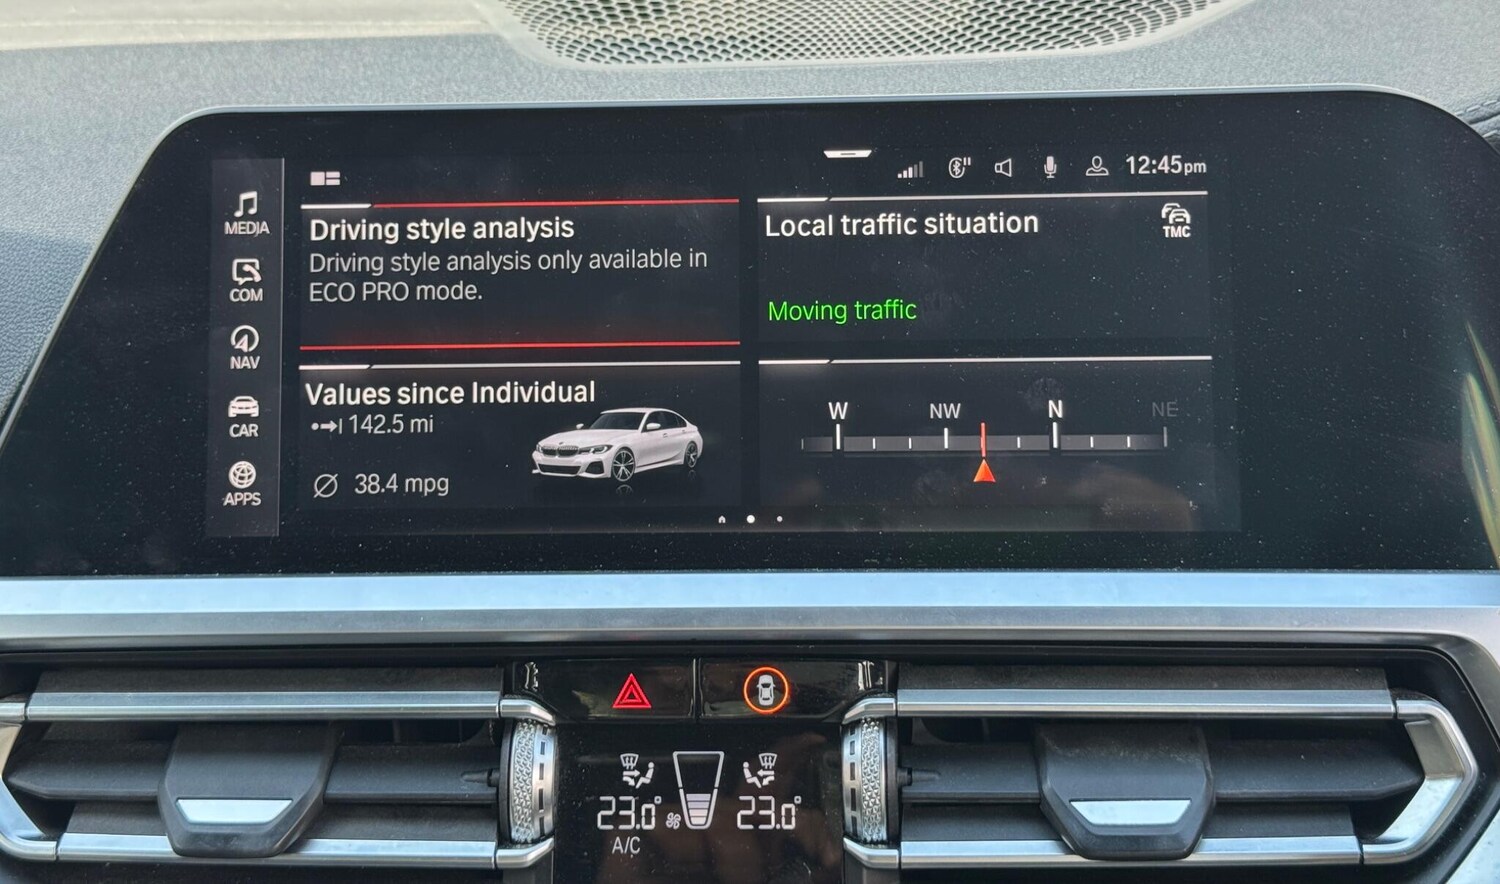 12:45pm
MEDIA
COM
NAV
CAR
APPS
Driving style analysis
Driving style analysis only available in
ECO PRO mode.
Local traffic situation
TMC
Moving traffic
Values since Individual
142.5 mi
Ø 38.4 mpg
W NW N NE
23.0° 23.0°
A/C